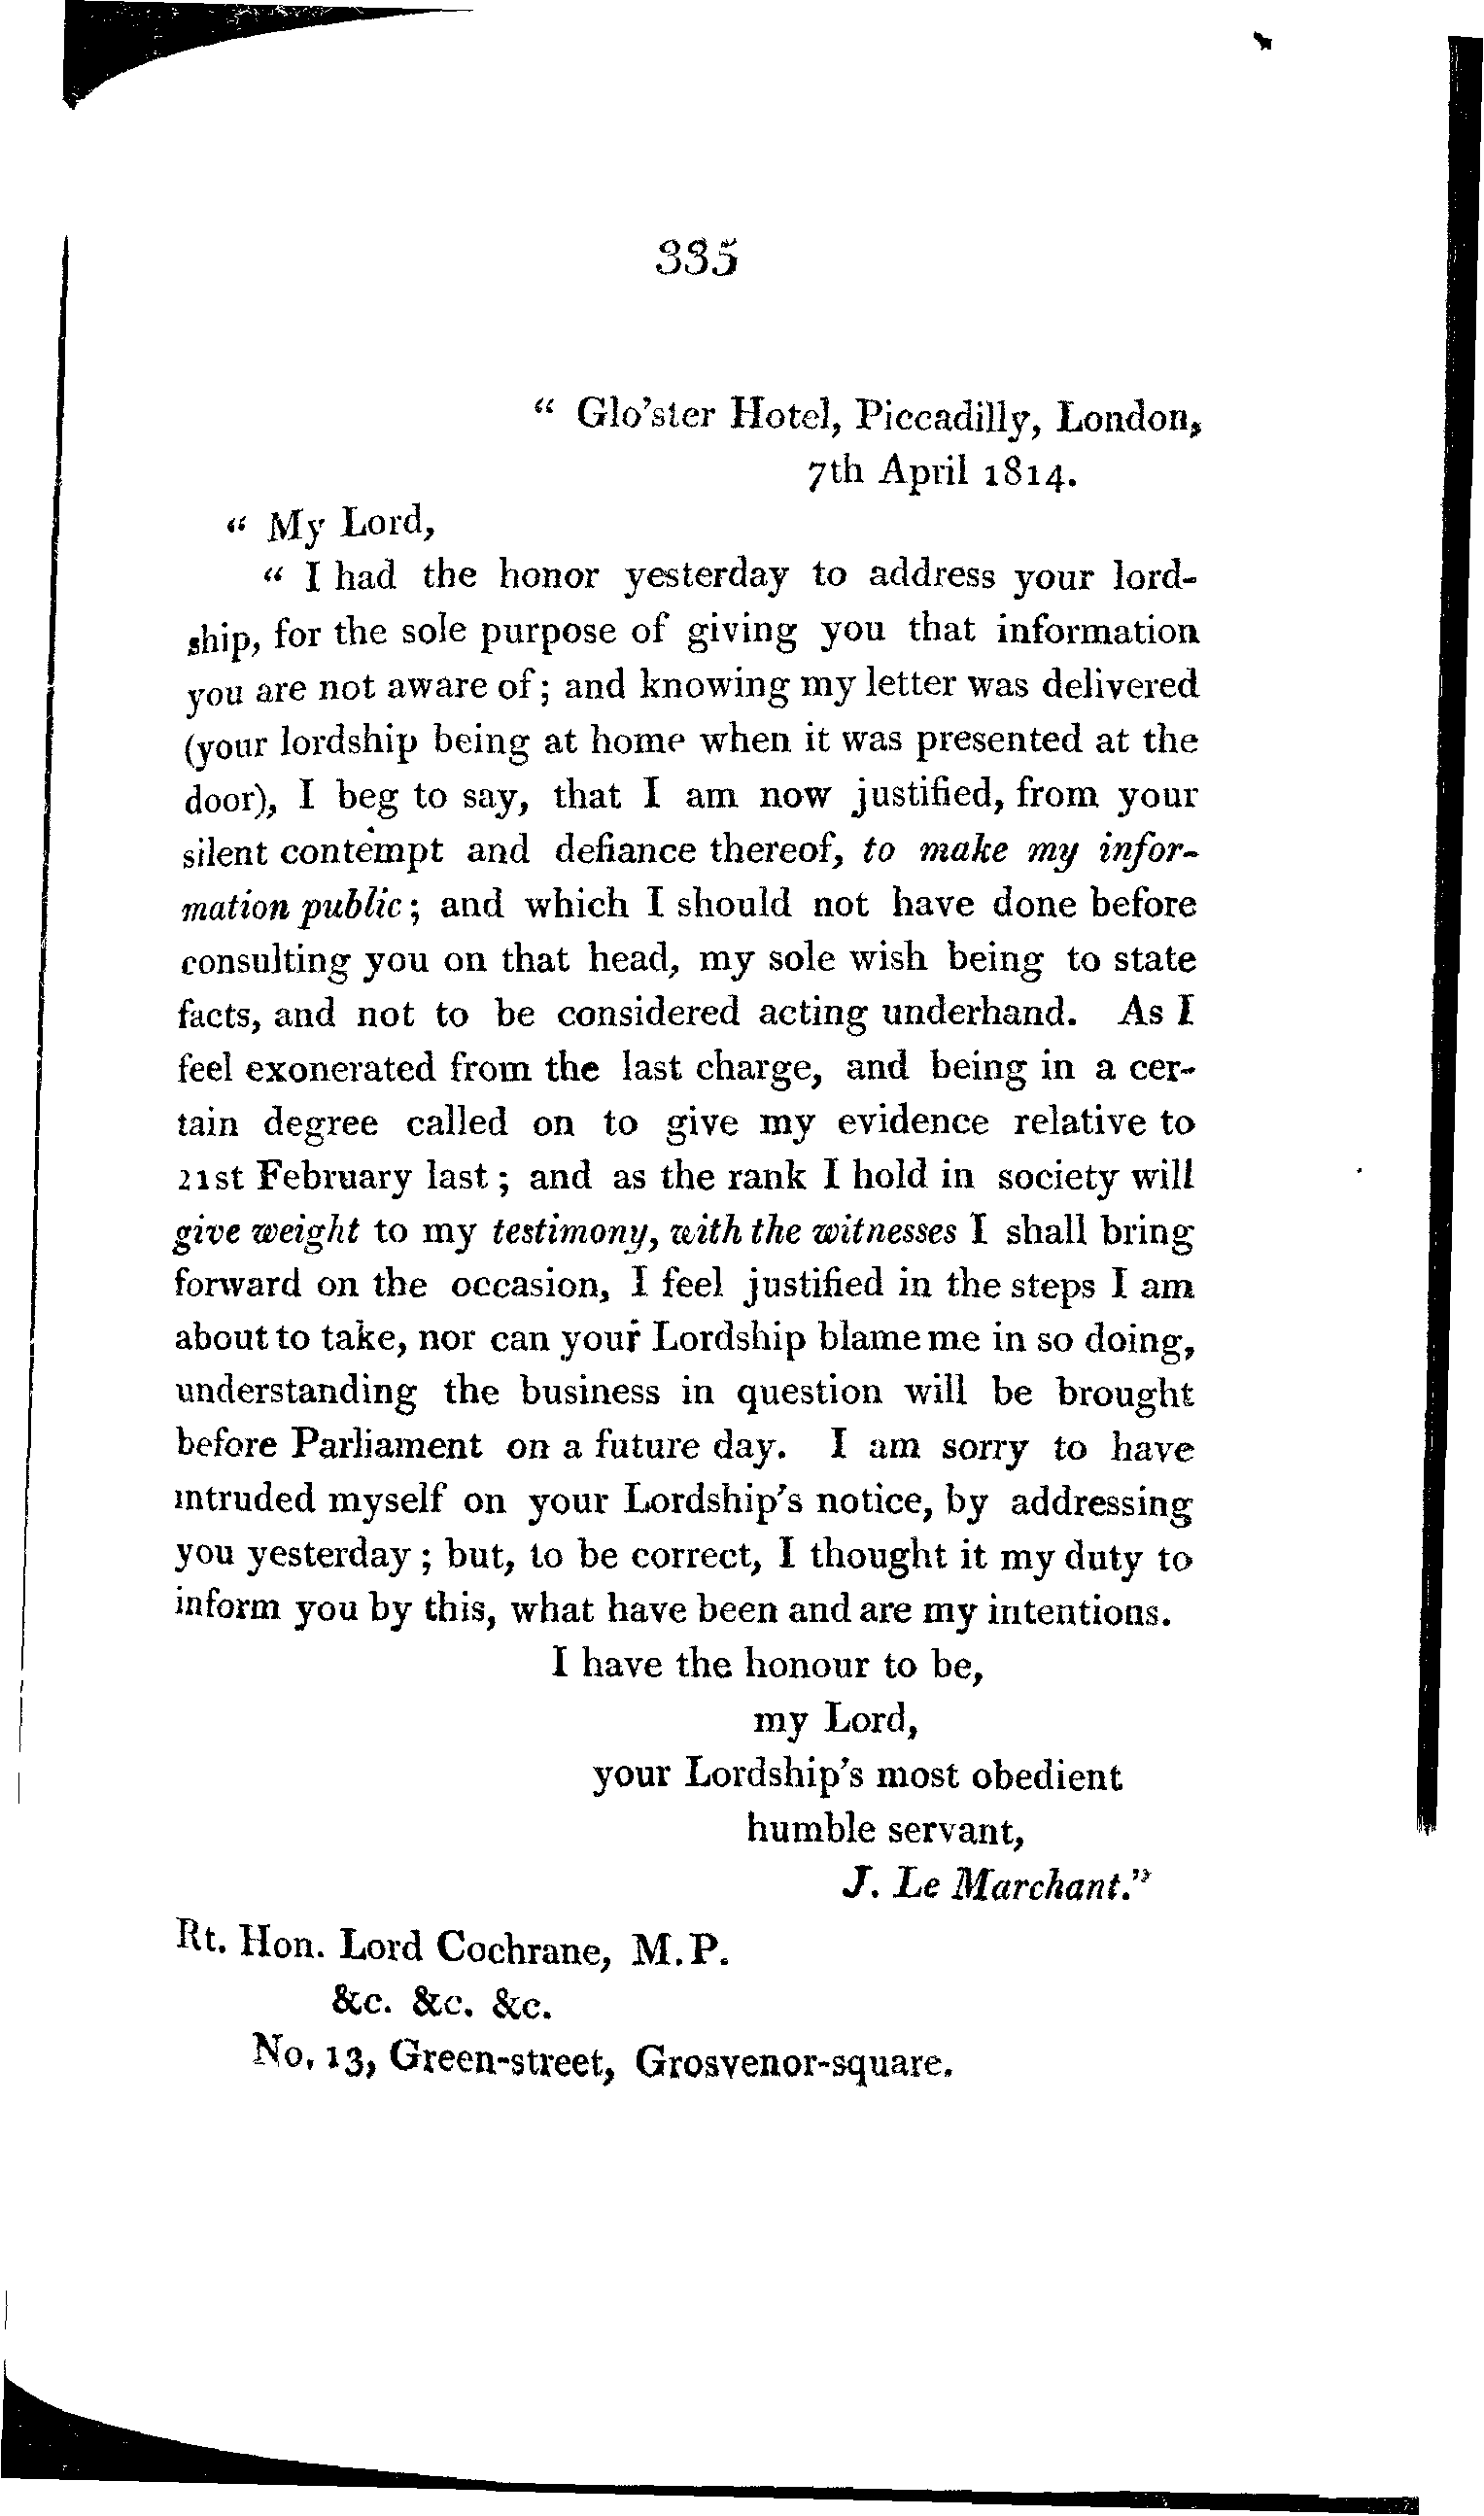 335
“ Glo’ster Hotel, Piccadilly, London,
7th April 1814.
“ My Lord,
“ I had the honor yesterday to address your lord-
ship, for the sole purpose of giving you that information
you are not aware of; and knowing my letter was delivered
(your lordship being at home when it was presented at the
door), I beg to say, that I am now justified, from your
silent contempt and defiance thereof, to make my infor-
mation public; and which I should not have done before
consulting you on that head, my sole wish being to state
facts, and not to be considered acting underhand. As I
feel exonerated from the last charge, and being in a cer-
tain degree called on to give my evidence relative to
21st February last; and as the rank I hold in society will
give weight to my testimony, with the witnesses I shall bring
forward on the occasion, I feel justified in the steps I am
about to take, nor can your Lordship blame me in so doing,
understanding the business in question will be brought
before Parliament on a future day. I am sorry to have
intruded myself on your Lordship’s notice, by addressing
you yesterday; but, to be correct, I thought it my duty to
inform you by this, what have been and are my intentions.
I have the honour to be,
my Lord,
your Lordship’s most obedient
humble servant,
J. Le Marchant.”
Rt. Hon. Lord Cochrane, M.P.
&c. &c. &c.
No. 13, Green-street, Grosvenor-square.